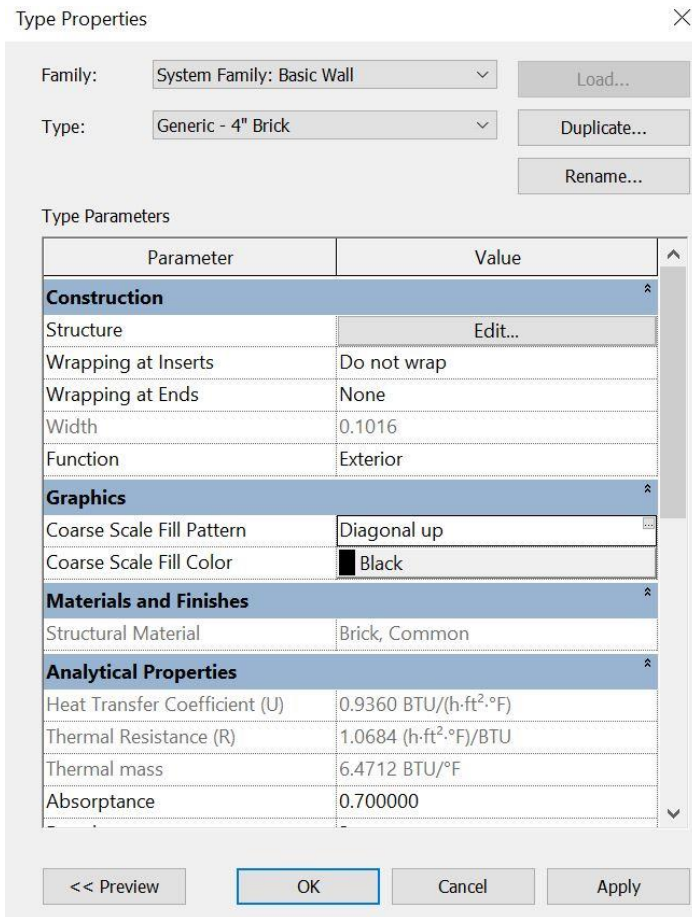 Type Properties
Family: System Family: Basic Wall Load...
Type: Generic - 4" Brick Duplicate...
Rename...
Type Parameters
Parameter Value
Construction
Structure Edit...
Wrapping at Inserts Do not wrap
Wrapping at Ends None
Width 0.1016
Function Exterior
Graphics
Coarse Scale Fill Pattern Diagonal up ...
Coarse Scale Fill Color Black
Materials and Finishes
Structural Material Brick, Common
Analytical Properties
Heat Transfer Coefficient (U) 0.9360 BTU/(h·ft²·°F)
Thermal Resistance (R) 1.0684 (h·ft²·°F)/BTU
Thermal mass 6.4712 BTU/°F
Absorptance 0.700000
<< Preview OK Cancel Apply